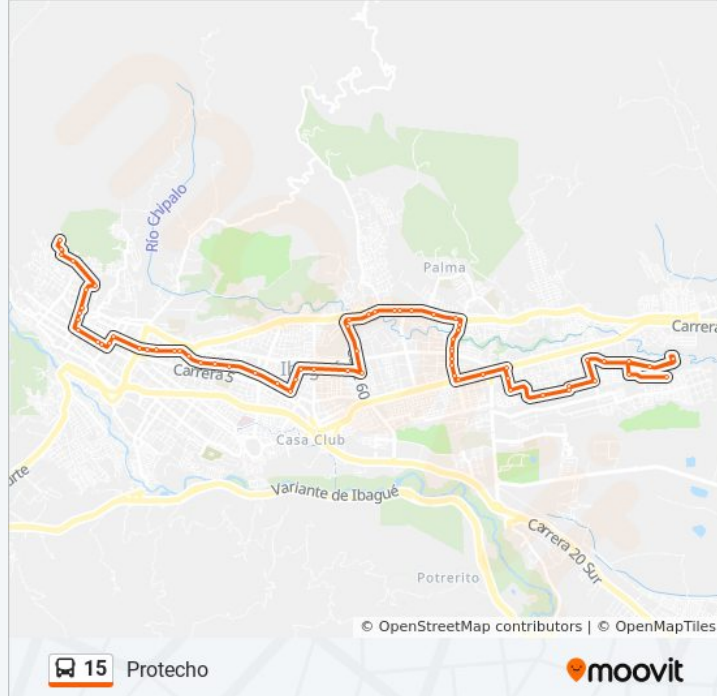 Río Chipalo
Palma
Carrera
Ibagué
60
Carrera 5
Casa Club
Variante de Ibagué
Carrera 20 Sur
Potrerito
© OpenStreetMap contributors | © OpenMapTiles
15 Protecho
moovit